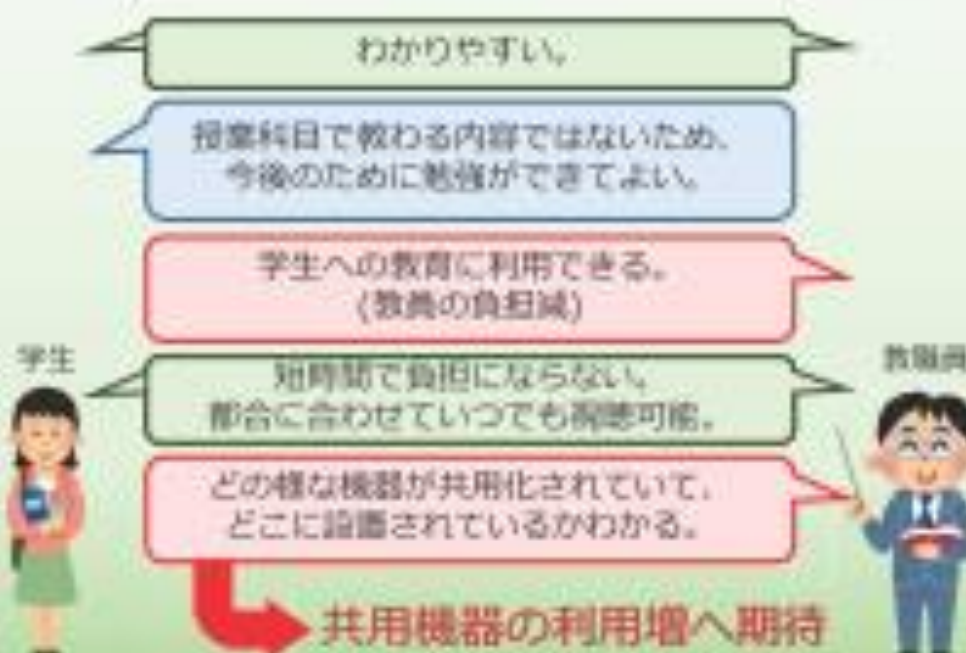 わかりやすい。
授業科目で教わる内容ではないため、
今後のために勉強ができてよい。
学生への教育に利用できる。
(教員の負担減)
学生
教職員
短時間で負担にならない。
都合に合わせていつでも視聴可能。
どの様な機器が共用化されていて、
どこに設置されているかわかる。
共用機器の利用増へ期待